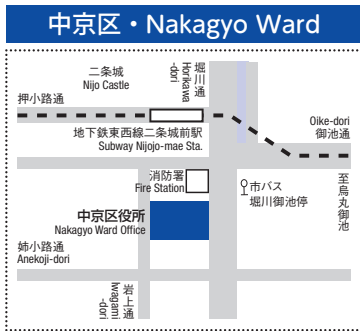 中京区・Nakagyo Ward
二条城
Nijo Castle
堀川通
Horikawa
-dori
押小路通
Oike-dori
御池通
地下鉄東西線二条城前駅
Subway Nijojo-mae Sta.
消防署
Fire Station
市バス
堀川御池停
至烏丸御池
中京区役所
Nakagyo Ward Office
姉小路通
Anekoji-dori
岩上通
Iwagami
-dori